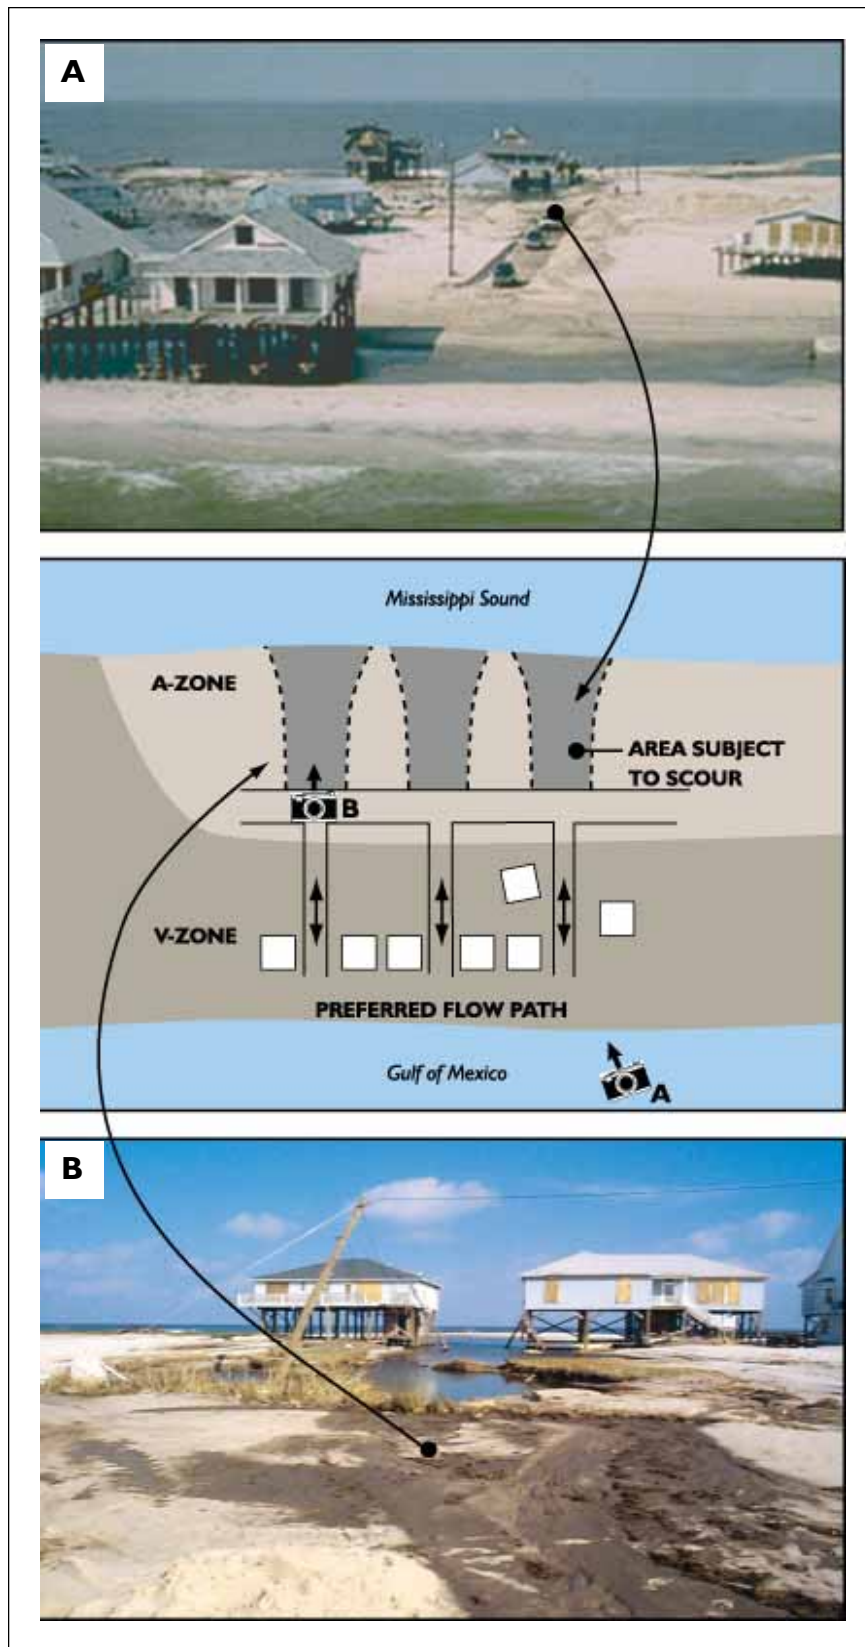 A
Mississippi Sound
A-ZONE
AREA SUBJECT
TO SCOUR
B
V-ZONE
PREFERRED FLOW PATH
Gulf of Mexico
A
B